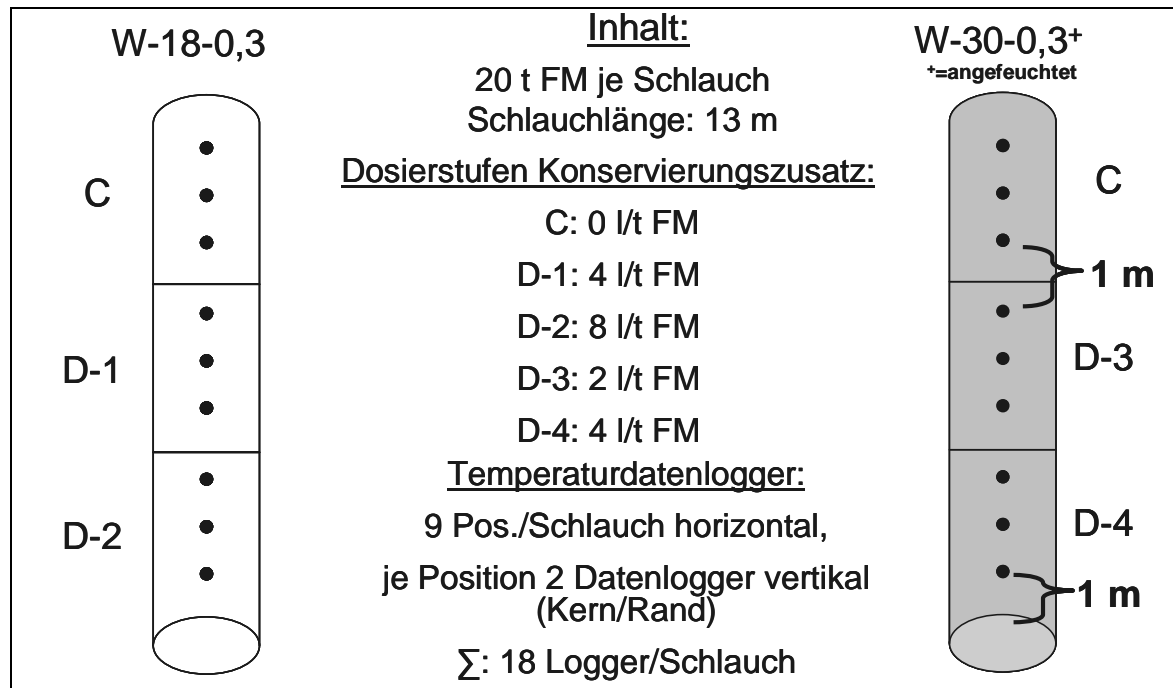 W-18-0,3
C
D-1
D-2
Inhalt:
20 t FM je Schlauch
Schlauchlänge: 13 m
Dosierstufen Konservierungszusatz:
C: 0 l/t FM
D-1: 4 l/t FM
D-2: 8 l/t FM
D-3: 2 l/t FM
D-4: 4 l/t FM
Temperaturdatenlogger:
9 Pos./Schlauch horizontal,
je Position 2 Datenlogger vertikal
(Kern/Rand)
∑: 18 Logger/Schlauch
W-30-0,3⁺
⁺=angefeuchtet
C
1 m
D-3
D-4
1 m